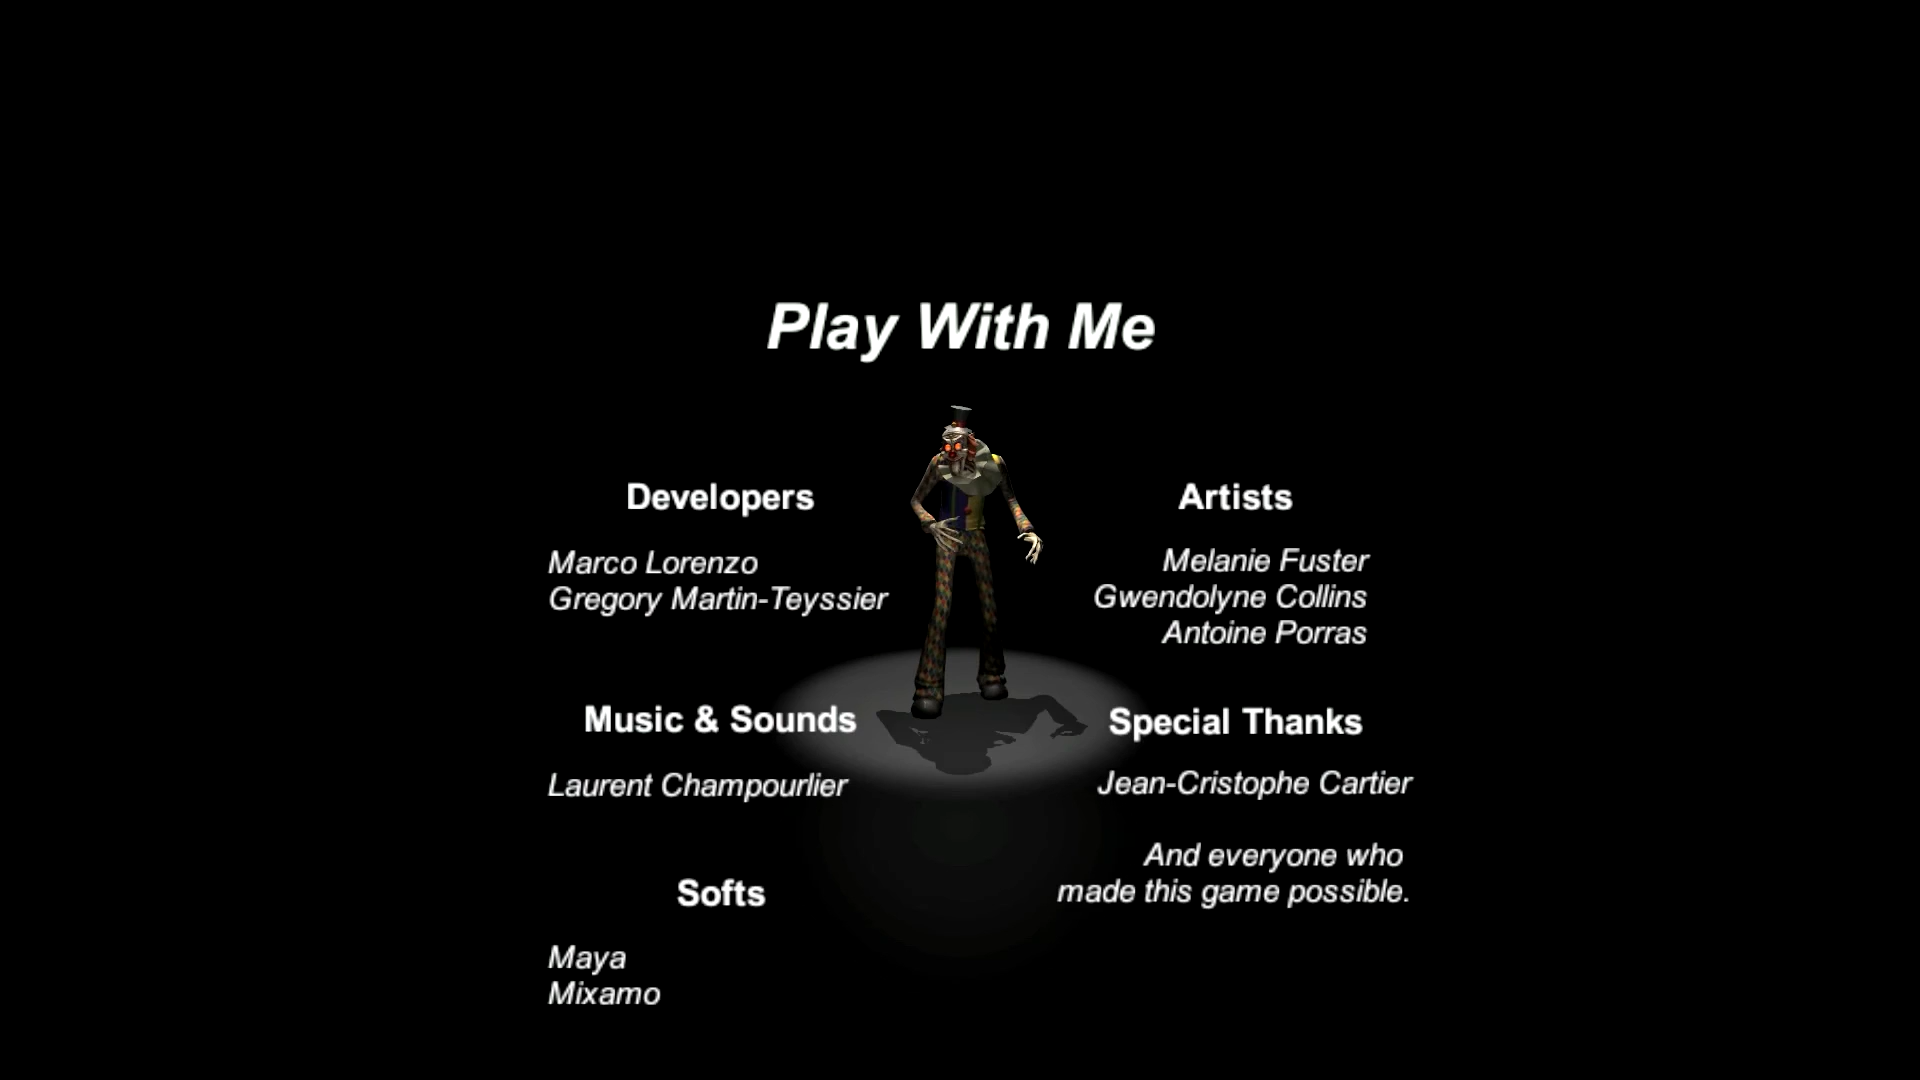 Play With Me
Developers
Marco Lorenzo
Gregory Martin-Teyssier
Artists
Melanie Fuster
Gwendolyne Collins
Antoine Porras
Music & Sounds
Laurent Champourlier
Special Thanks
Jean-Cristophe Cartier
And everyone who
made this game possible.
Softs
Maya
Mixamo